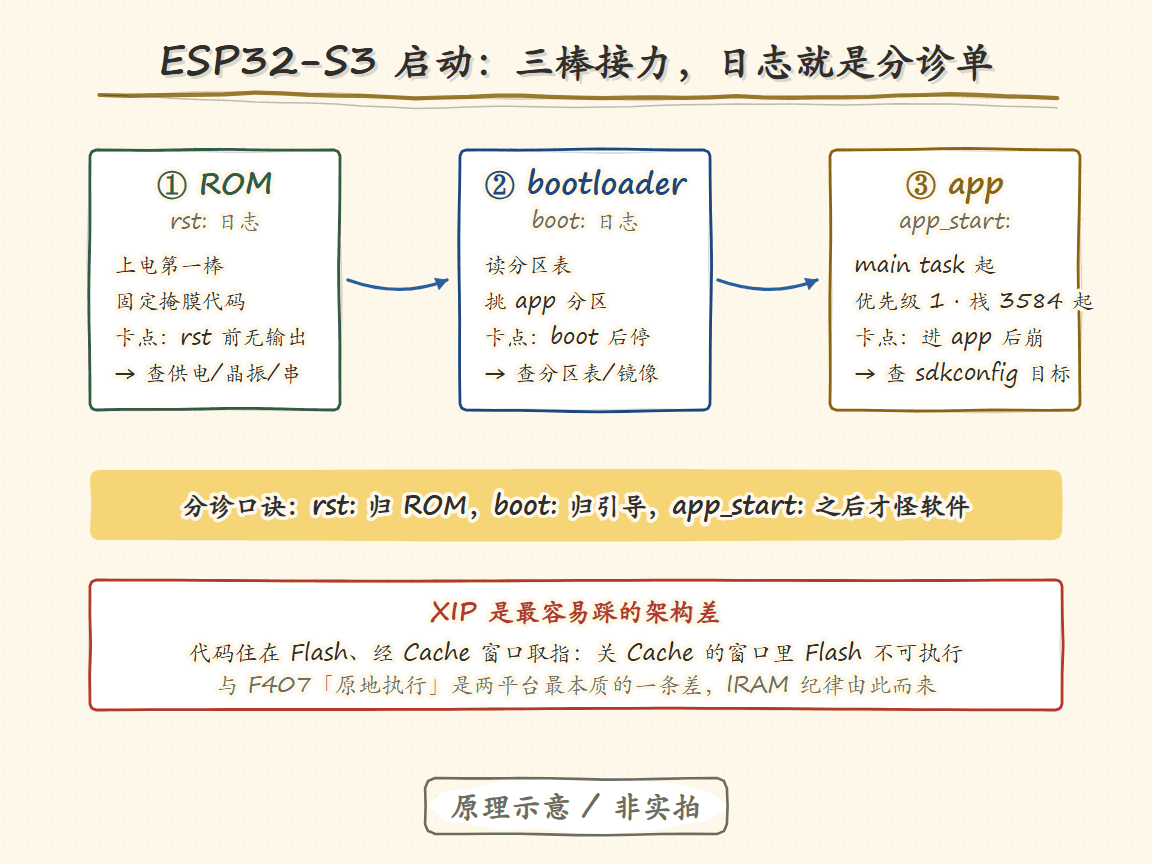 ESP32-S3 启动：三棒接力，日志就是分诊单
① ROM
rst: 日志
上电第一棒
固定掩膜代码
卡点：rst 前无输出
→ 查供电/晶振/串
② bootloader
boot: 日志
读分区表
挑 app 分区
卡点：boot 后停
→ 查分区表/镜像
③ app
app_start:
main task 起
优先级 1 · 栈 3584 起
卡点：进 app 后崩
→ 查 sdkconfig 目标
分诊口诀：rst: 归 ROM，boot: 归引导，app_start: 之后才怪软件
XIP 是最容易踩的架构差
代码住在 Flash、经 Cache 窗口取指：关 Cache 的窗口里 Flash 不可执行
与 F407「原地执行」是两平台最本质的一条差，IRAM 纪律由此而来
原理示意 / 非实拍